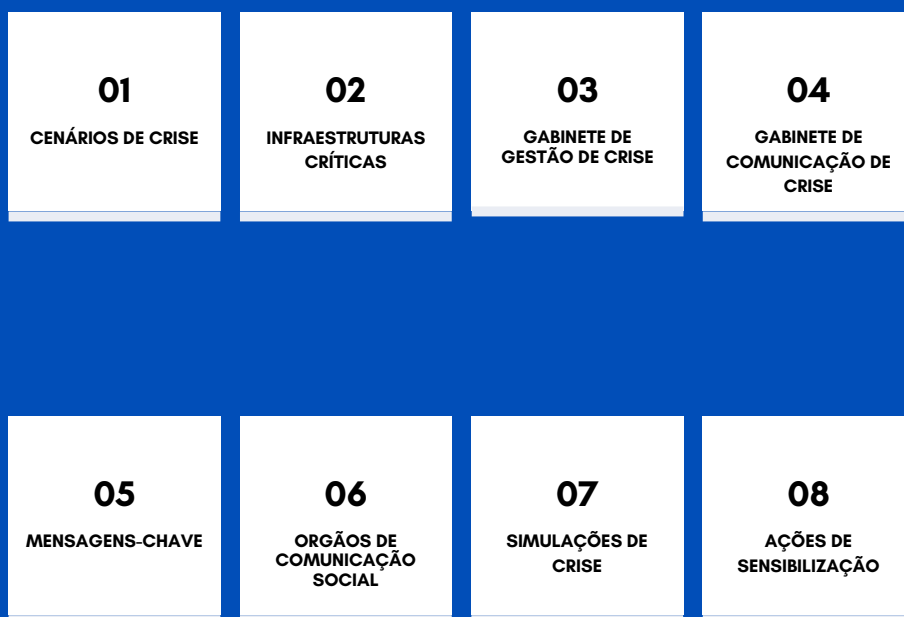 01
CENÁRIOS DE CRISE
02
INFRAESTRUTURAS
CRÍTICAS
03
GABINETE DE
GESTÃO DE CRISE
04
GABINETE DE
COMUNICAÇÃO DE
CRISE
05
MENSAGENS-CHAVE
06
ORGÃOS DE
COMUNICAÇÃO
SOCIAL
07
SIMULAÇÕES DE
CRISE
08
AÇÕES DE
SENSIBILIZAÇÃO